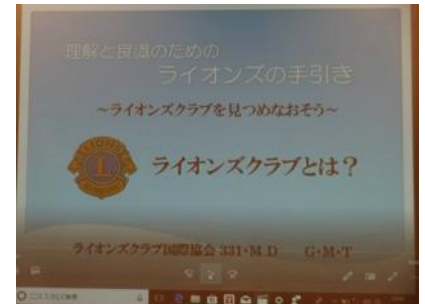 理解と良識のための
ライオンズの手引き
～ライオンズクラブを見つめなおそう～
L
ライオンズクラブとは？
ライオンズクラブ国際協会 331-M.D　G・M・T